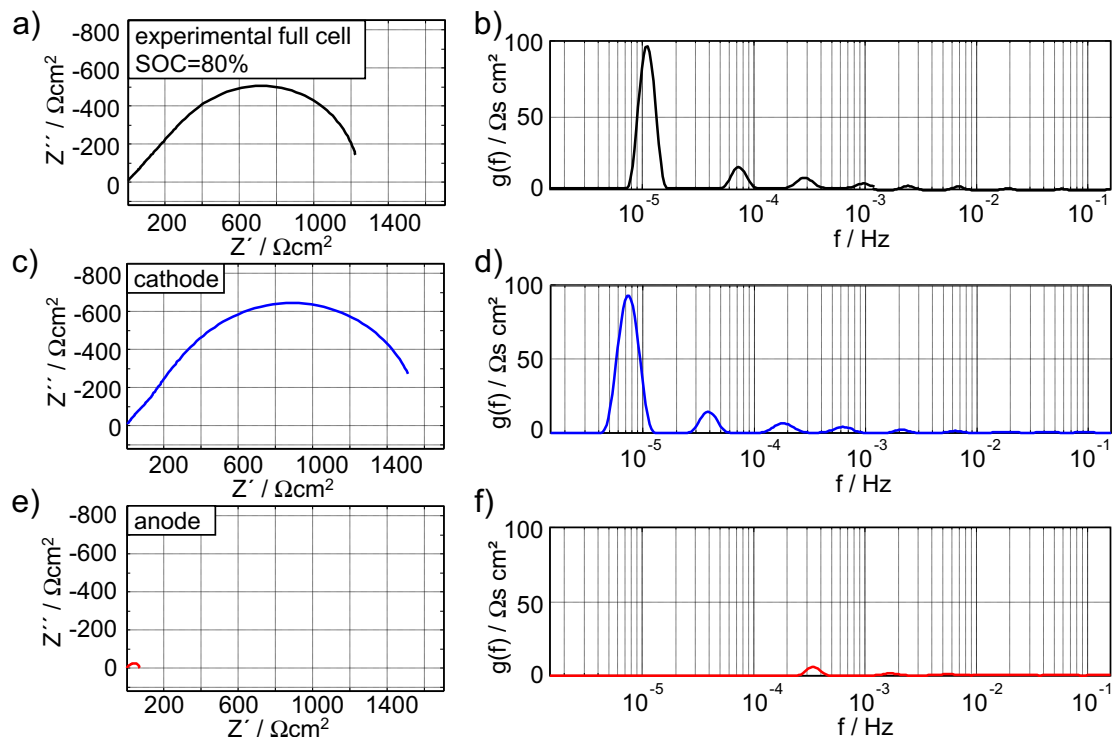 a)
-800
-600
-400
-200
0
Z´´ / Ωcm²
experimental full cell
SOC=80%
200 600 1000 1400
Z´ / Ωcm²
b)
100
50
0
g(f) / Ωs cm²
10⁻⁵ 10⁻⁴ 10⁻³ 10⁻² 10⁻¹
f / Hz
c)
-800
-600
-400
-200
0
Z´´ / Ωcm²
cathode
200 600 1000 1400
Z´ / Ωcm²
d)
100
50
0
g(f) / Ωs cm²
10⁻⁵ 10⁻⁴ 10⁻³ 10⁻² 10⁻¹
f / Hz
e)
-800
-600
-400
-200
0
Z´´ / Ωcm²
anode
200 600 1000 1400
Z´ / Ωcm²
f)
100
50
0
g(f) / Ωs cm²
10⁻⁵ 10⁻⁴ 10⁻³ 10⁻² 10⁻¹
f / Hz